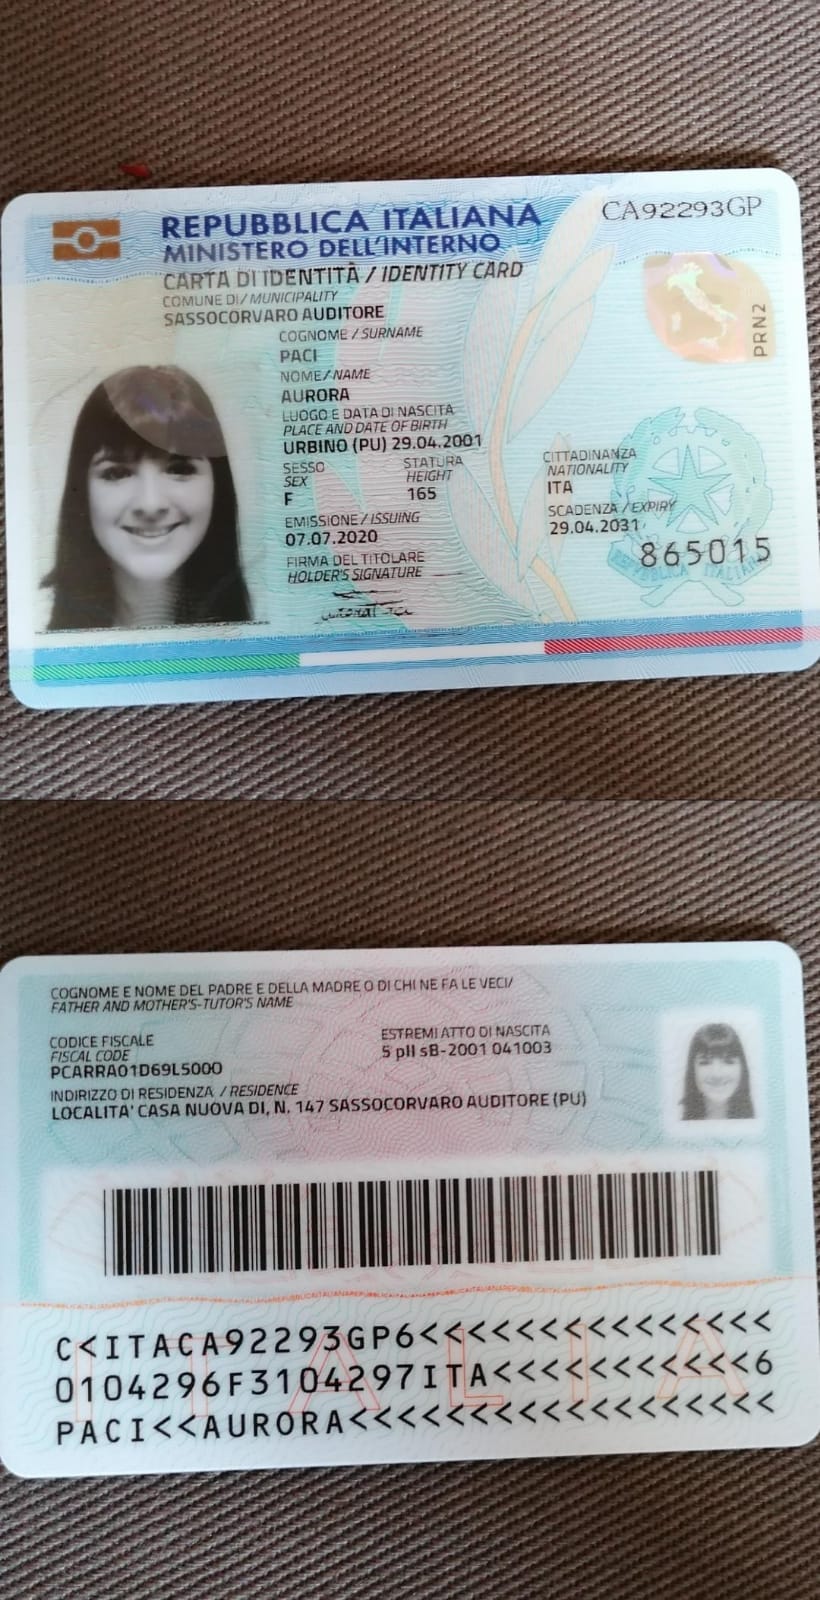 REPUBBLICA ITALIANA
CA92293GP
MINISTERO DELL'INTERNO
CARTA DI IDENTITÀ / IDENTITY CARD
COMUNE DI / MUNICIPALITY
SASSOCORVARO AUDITORE
PRN2
COGNOME / SURNAME
PACI
NOME / NAME
AURORA
LUOGO E DATA DI NASCITA
PLACE AND DATE OF BIRTH
URBINO (PU) 29.04.2001
SESSO
SEX
F
STATURA
HEIGHT
165
CITTADINANZA
NATIONALITY
ITA
EMISSIONE / ISSUING
07.07.2020
SCADENZA / EXPIRY
29.04.2031
865015
REPUBBLICA ITALIANA
FIRMA DEL TITOLARE
HOLDER'S SIGNATURE
COGNOME E NOME DEL PADRE E DELLA MADRE O DI CHI NE FA LE VECI/
FATHER AND MOTHER'S-TUTOR'S NAME
CODICE FISCALE
FISCAL CODE
PCARRA01D69L500O
ESTREMI ATTO DI NASCITA
5 pII sB-2001 041003
INDIRIZZO DI RESIDENZA / RESIDENCE
LOCALITA' CASA NUOVA DI, N. 147 SASSOCORVARO AUDITORE (PU)
ITALIA
C<ITACA92293GP6<<<<<<<<<<<<<<<
0104296F3104297ITA<<<<<<<<<<<6
PACI<<AURORA<<<<<<<<<<<<<<<<<<